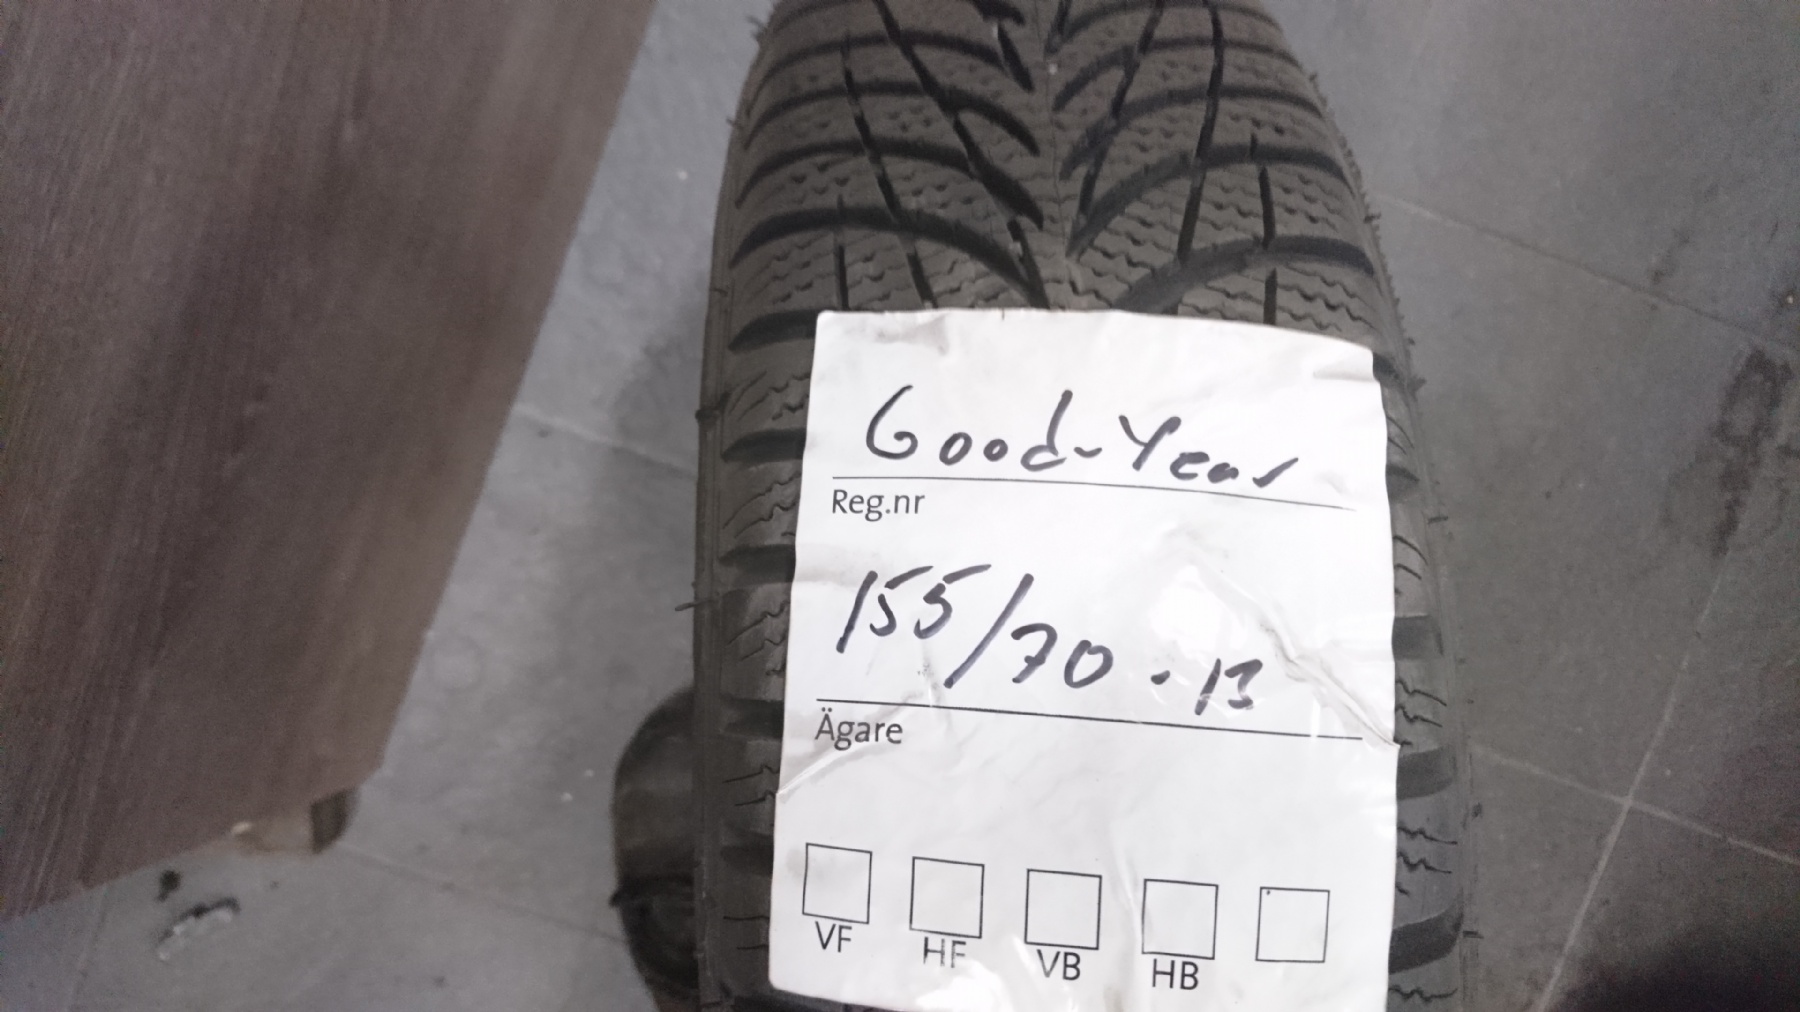 Good-Year
Reg.nr
155/70-13
Ägare
VF HF VB HB